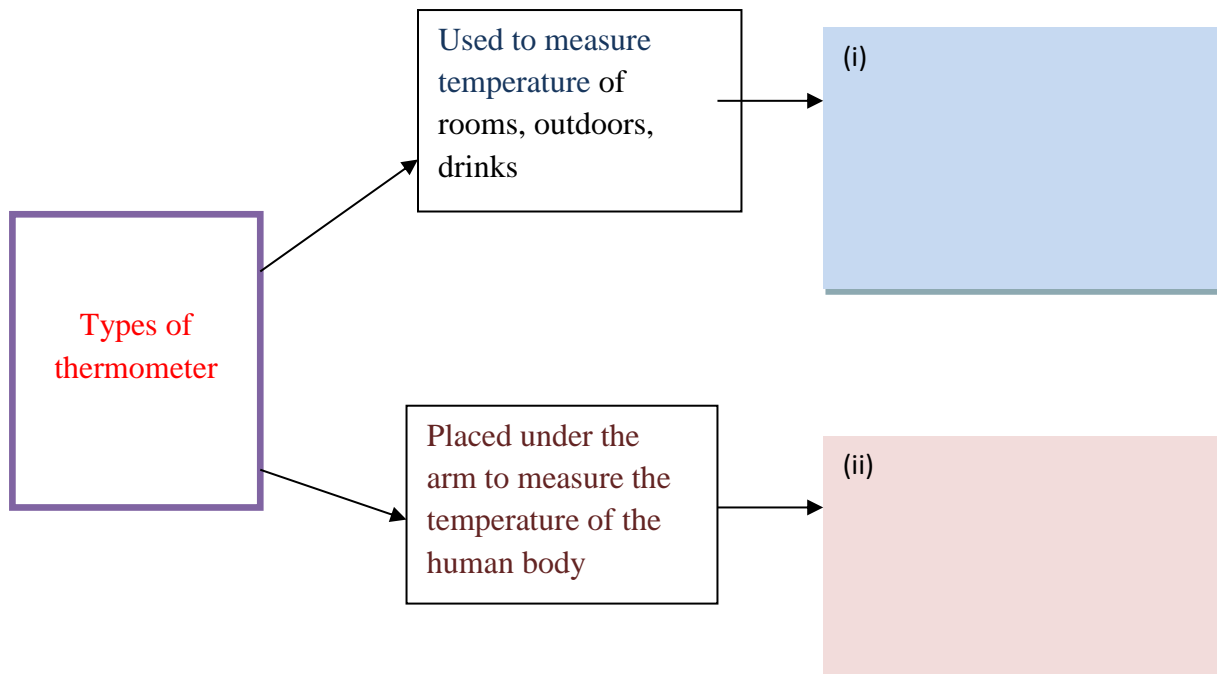 Types of
thermometer
Used to measure
temperature of
rooms, outdoors,
drinks
(i)
Placed under the
arm to measure the
temperature of the
human body
(ii)